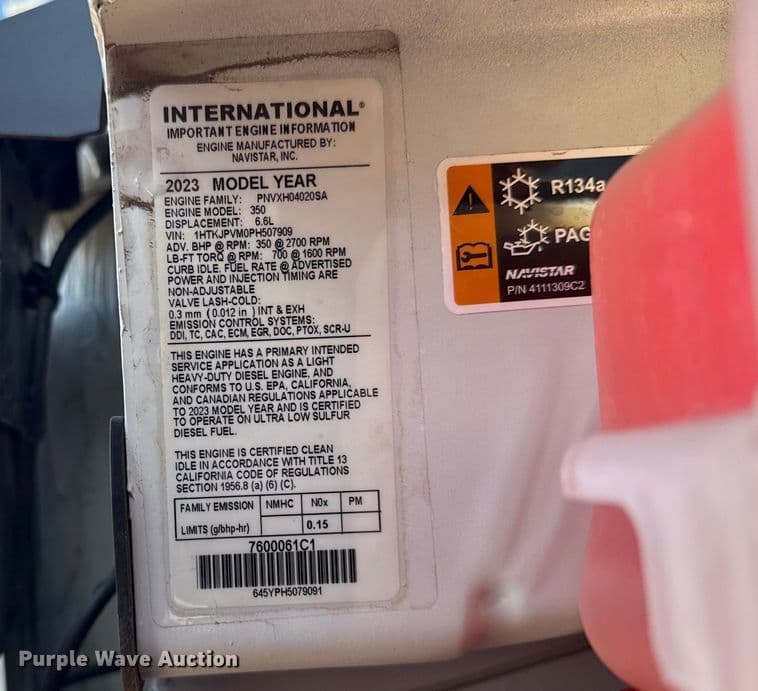 INTERNATIONAL®
IMPORTANT ENGINE INFORMATION
ENGINE MANUFACTURED BY:
NAVISTAR, INC.
2023 MODEL YEAR
ENGINE FAMILY: PNVXH04020SA
ENGINE MODEL: 350
DISPLACEMENT: 6.6L
VIN: 1HTKJPVM0PH507909
ADV. BHP @ RPM: 350 @ 2700 RPM
LB-FT TORQ @ RPM: 700 @ 1600 RPM
CURB IDLE, FUEL RATE @ ADVERTISED
POWER AND INJECTION TIMING ARE
NON-ADJUSTABLE
VALVE LASH-COLD:
0.3 mm (0.012 in ) INT & EXH
EMISSION CONTROL SYSTEMS:
DDI, TC, CAC, ECM, EGR, DOC, PTOX, SCR-U
THIS ENGINE HAS A PRIMARY INTENDED
SERVICE APPLICATION AS A LIGHT
HEAVY-DUTY DIESEL ENGINE, AND
CONFORMS TO U.S. EPA, CALIFORNIA,
AND CANADIAN REGULATIONS APPLICABLE
TO 2023 MODEL YEAR AND IS CERTIFIED
TO OPERATE ON ULTRA LOW SULFUR
DIESEL FUEL.
THIS ENGINE IS CERTIFIED CLEAN
IDLE IN ACCORDANCE WITH TITLE 13
CALIFORNIA CODE OF REGULATIONS
SECTION 1956.8 (a) (6) (C).
FAMILY EMISSION NMHC NOx PM
LIMITS (g/bhp-hr) 0.15
7600061C1
645YPH5079091
R134a
PAG
NAVISTAR
P/N 4111309C2
Purple Wave Auction